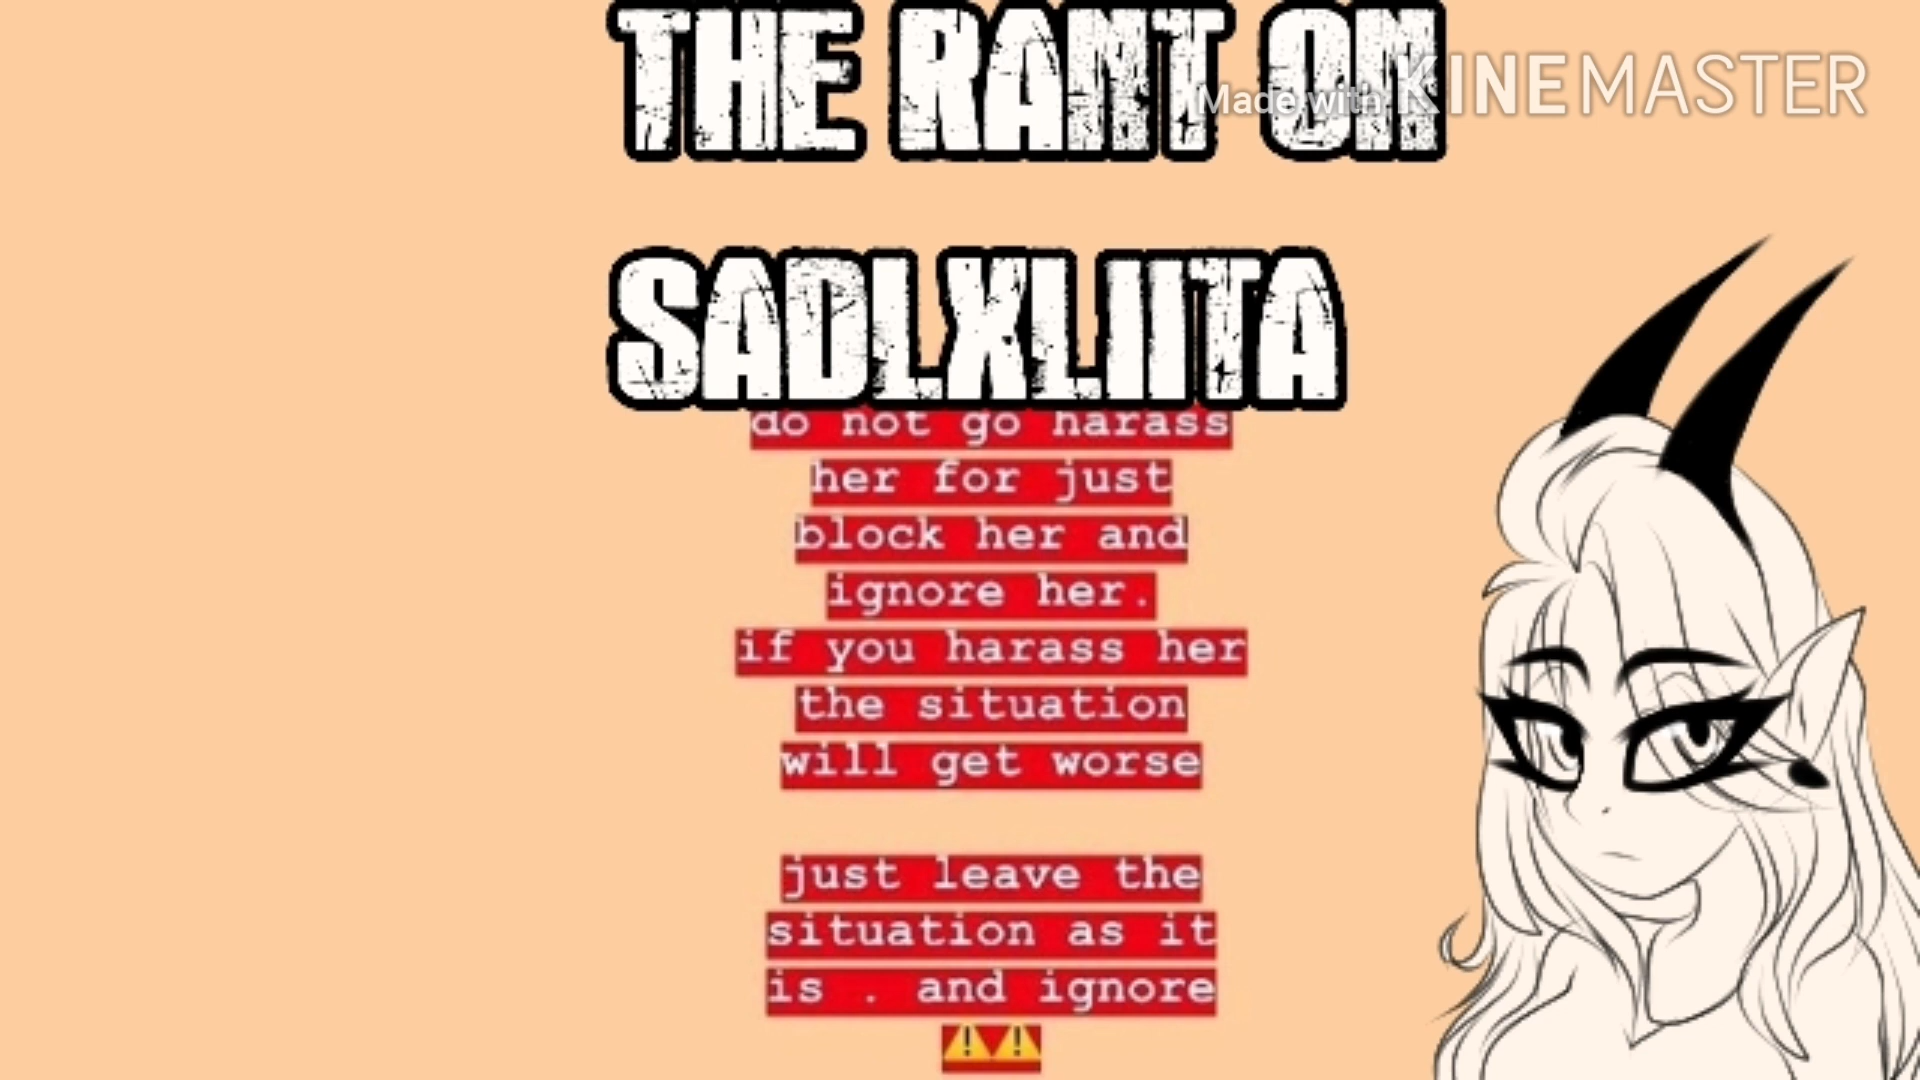 THE RANT ON
Made with KINEMASTER
SADLXLIITA
do not go harass
her for just
block her and
ignore her.
if you harass her
the situation
will get worse
just leave the
situation as it
is . and ignore
⚠️⚠️